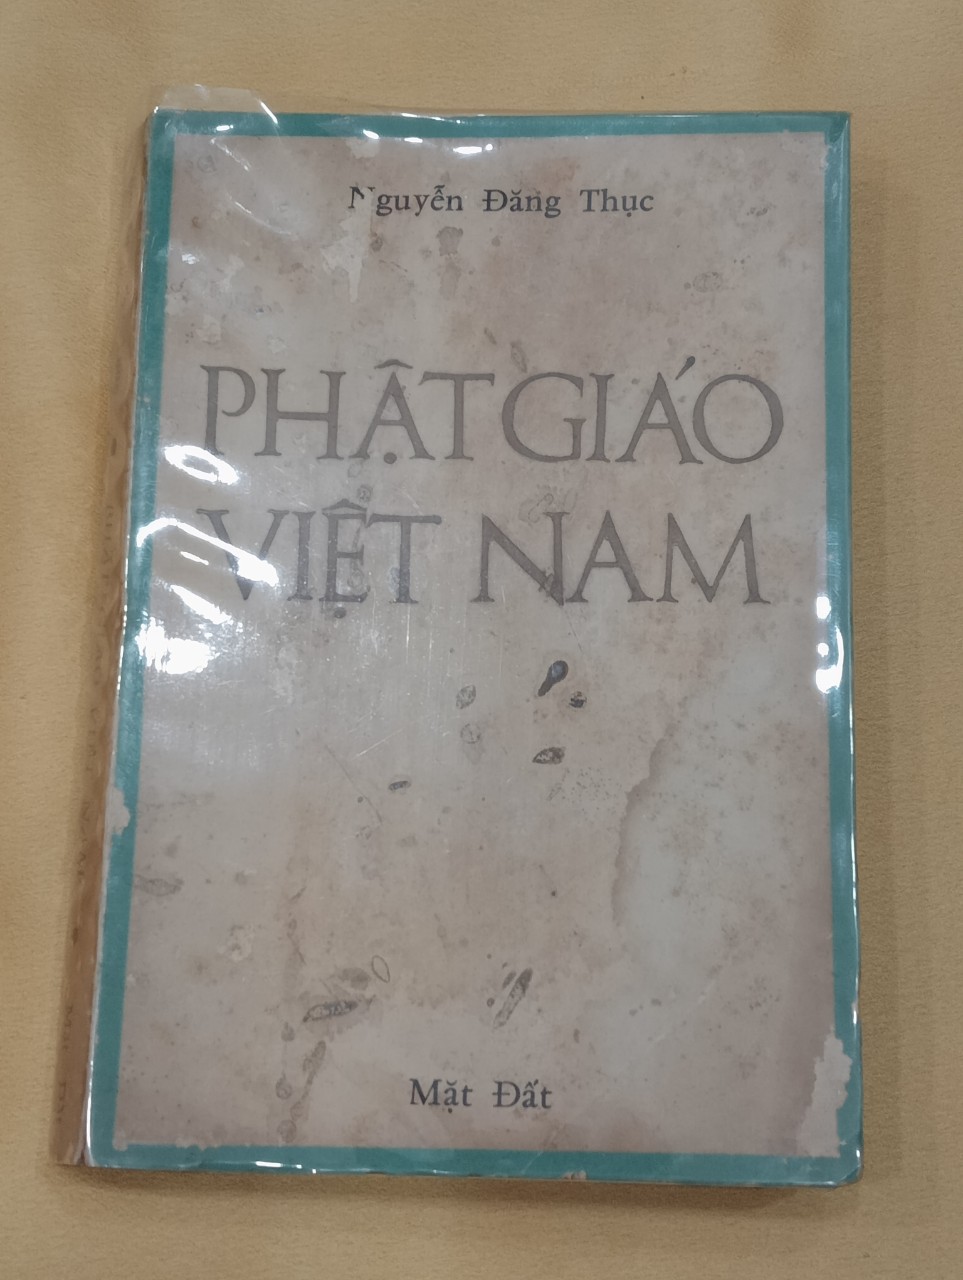 Nguyễn Đăng Thục
PHẬT GIÁO
VIỆT NAM
Mặt Đất